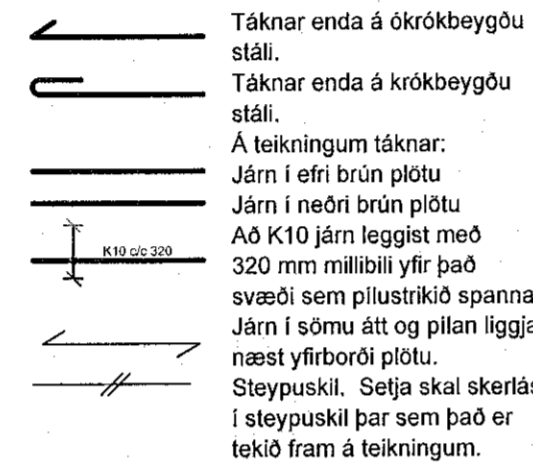 Táknar enda á ókrókbeygðu
stáli.
Táknar enda á krókbeygðu
stáli.
Á teikningum táknar:
Járn í efri brún plötu
Járn í neðri brún plötu
Að K10 járn leggist með
K10 c/c 320
320 mm millibili yfir það
svæði sem pílustrikið spanna
Járn í sömu átt og pílan liggja
næst yfirborði plötu.
Steypuskil. Setja skal skerlás
í steypuskil þar sem það er
tekið fram á teikningum.